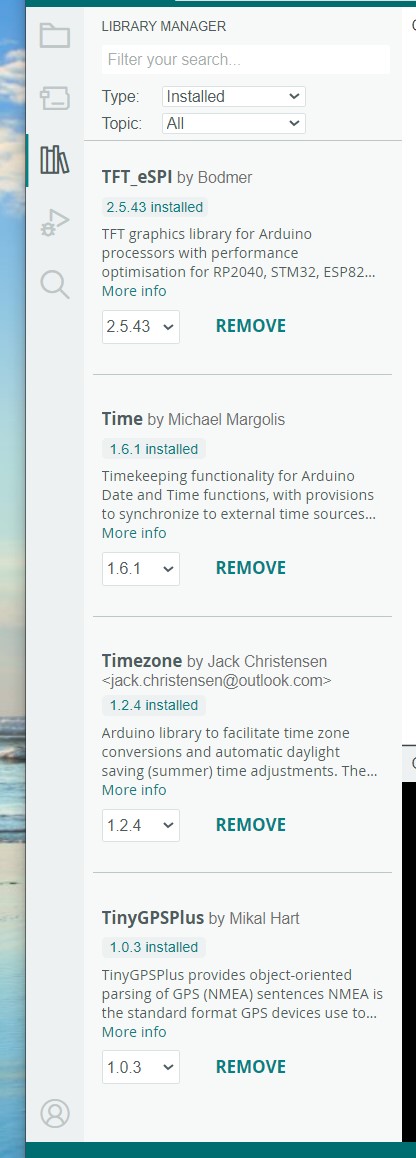 LIBRARY MANAGER
Filter your search...
Type: Installed
Topic: All
TFT_eSPI by Bodmer
2.5.43 installed
TFT graphics library for Arduino
processors with performance
optimisation for RP2040, STM32, ESP82...
More info
2.5.43 REMOVE
Time by Michael Margolis
1.6.1 installed
Timekeeping functionality for Arduino
Date and Time functions, with provisions
to synchronize to external time sources...
More info
1.6.1 REMOVE
Timezone by Jack Christensen
<jack.christensen@outlook.com>
1.2.4 installed
Arduino library to facilitate time zone
conversions and automatic daylight
saving (summer) time adjustments. The...
More info
1.2.4 REMOVE
TinyGPSPlus by Mikal Hart
1.0.3 installed
TinyGPSPlus provides object-oriented
parsing of GPS (NMEA) sentences NMEA is
the standard format GPS devices use to...
More info
1.0.3 REMOVE